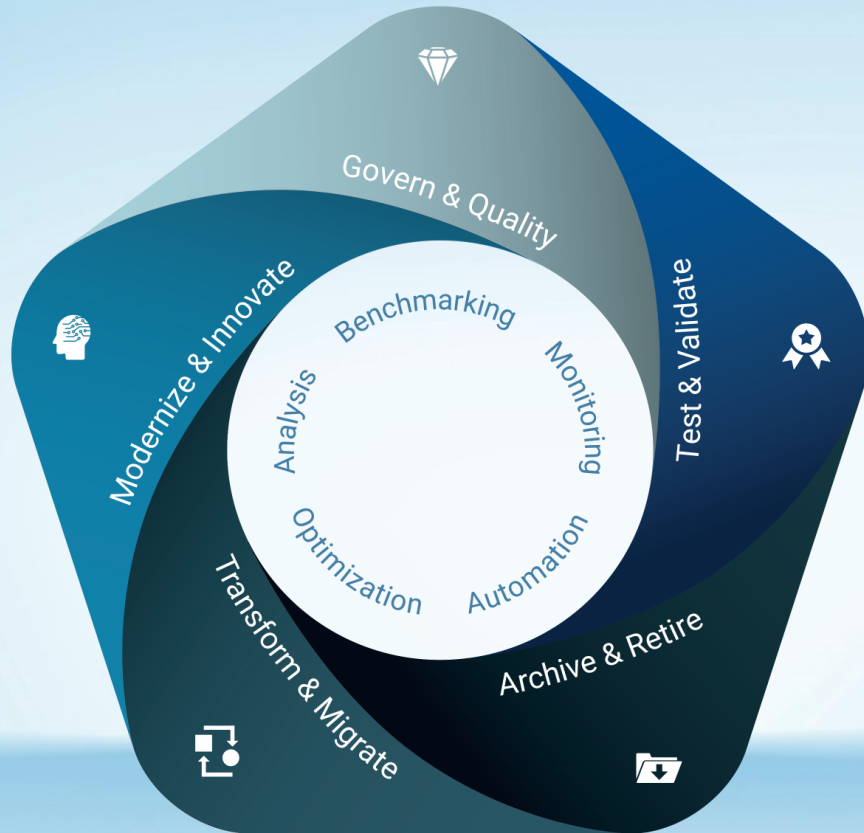 Govern & Quality
Test & Validate
Archive & Retire
Transform & Migrate
Modernize & Innovate
Benchmarking
Monitoring
Automation
Optimization
Analysis